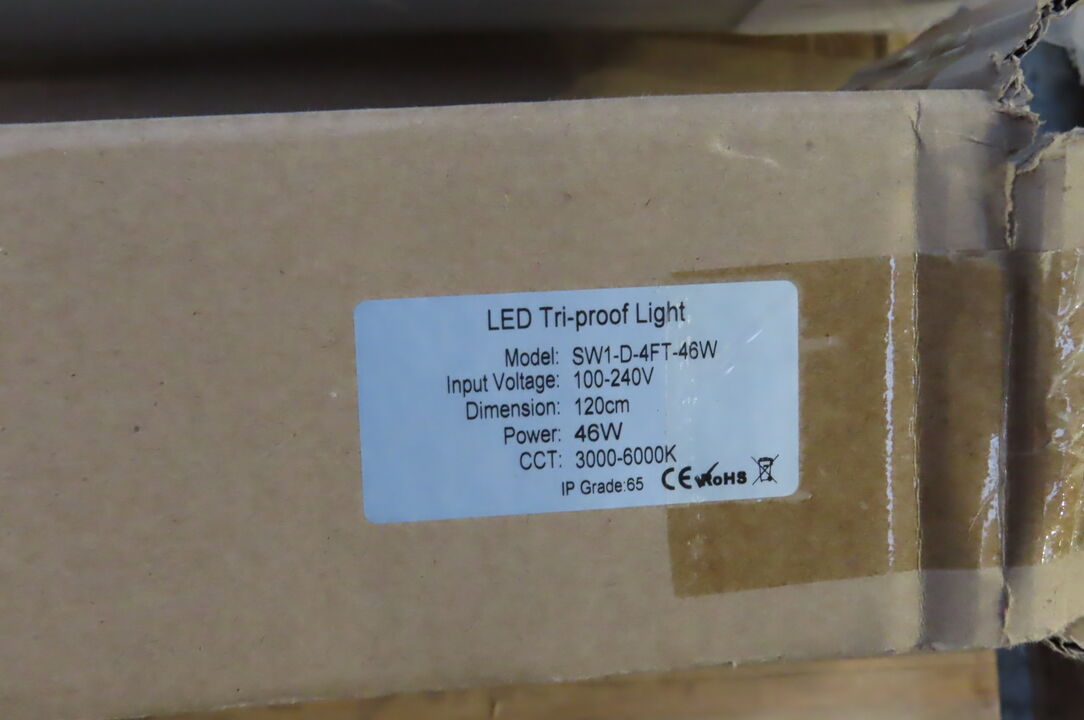 LED Tri-proof Light
Model: SW1-D-4FT-46W
Input Voltage: 100-240V
Dimension: 120cm
Power: 46W
CCT: 3000-6000K
IP Grade:65 CE RoHS